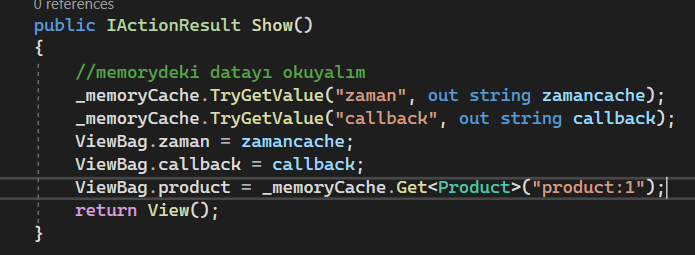 0 references
public IActionResult Show()
{
//memorydeki datayı okuyalım
_memoryCache.TryGetValue("zaman", out string zamancache);
_memoryCache.TryGetValue("callback", out string callback);
ViewBag.zaman = zamancache;
ViewBag.callback = callback;
ViewBag.product = _memoryCache.Get<Product>("product:1");
return View();
}